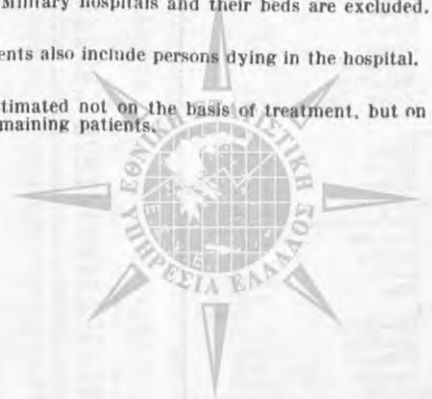 Military hospitals and their beds are excluded.
ents also include persons dying in the hospital.
timated not on the basis of treatment, but on
maining patients.
ΕΘΝΙΚΗ ΣΤΑΤΙΣΤΙΚΗ
ΥΠΗΡΕΣΙΑ ΕΛΛΑΔΟΣ
Ε.Σ.Υ.Ε.